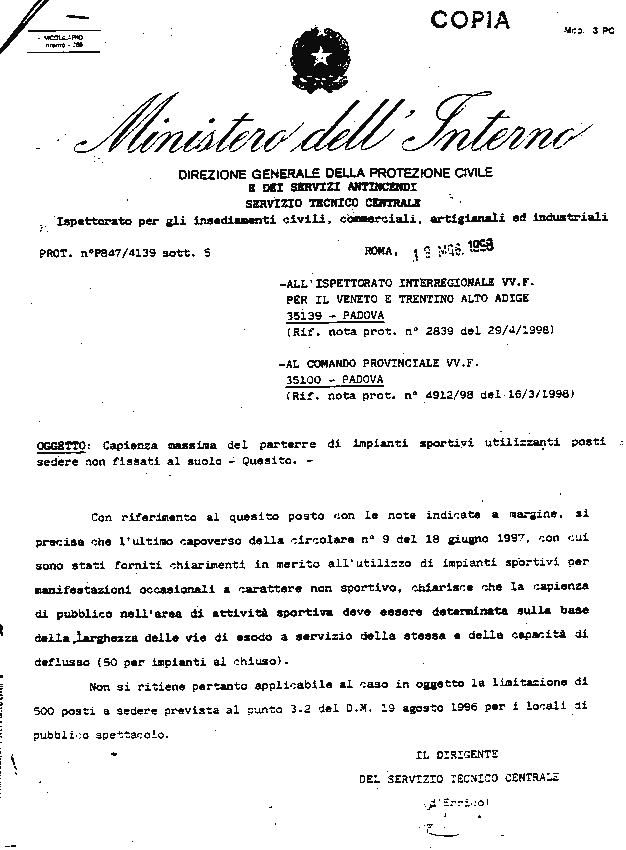 COPIA
Mod. 3 PC
MODULARIO
Ministero dell'Interno
DIREZIONE GENERALE DELLA PROTEZIONE CIVILE
E DEI SERVIZI ANTINCENDI
SERVIZIO TECNICO CENTRALE
Ispettorato per gli insediamenti civili, commerciali, artigianali ed industriali
PROT. n°P847/4139 sott. 5
ROMA, 19 MAG. 1998
-ALL'ISPETTORATO INTERREGIONALE VV.F.
PER IL VENETO E TRENTINO ALTO ADIGE
35139 - PADOVA
(Rif. nota prot. n° 2839 del 29/4/1998)
-AL COMANDO PROVINCIALE VV.F.
35100 - PADOVA
(Rif. nota prot. n° 4912/98 del 16/3/1998)
OGGETTO: Capienza massima del parterre di impianti sportivi utilizzanti posti
sedere non fissati al suolo - Quesito. -
Con riferimento al quesito posto con le note indicate a margine, si
precisa che l'ultimo capoverso della circolare n° 9 del 18 giugno 1997, con cui
sono stati forniti chiarimenti in merito all'utilizzo di impianti sportivi per
manifestazioni occasionali a carattere non sportivo, chiarisce che la capienza
di pubblico nell'area di attività sportiva deve essere determinata sulla base
della larghezza delle vie di esodo a servizio della stessa e della capacità di
deflusso (50 per impianti al chiuso).
Non si ritiene pertanto applicabile al caso in oggetto la limitazione di
500 posti a sedere prevista al punto 3.2 del D.M. 19 agosto 1996 per i locali di
pubblico spettacolo.
IL DIRIGENTE
DEL SERVIZIO TECNICO CENTRALE
(d'Errico)